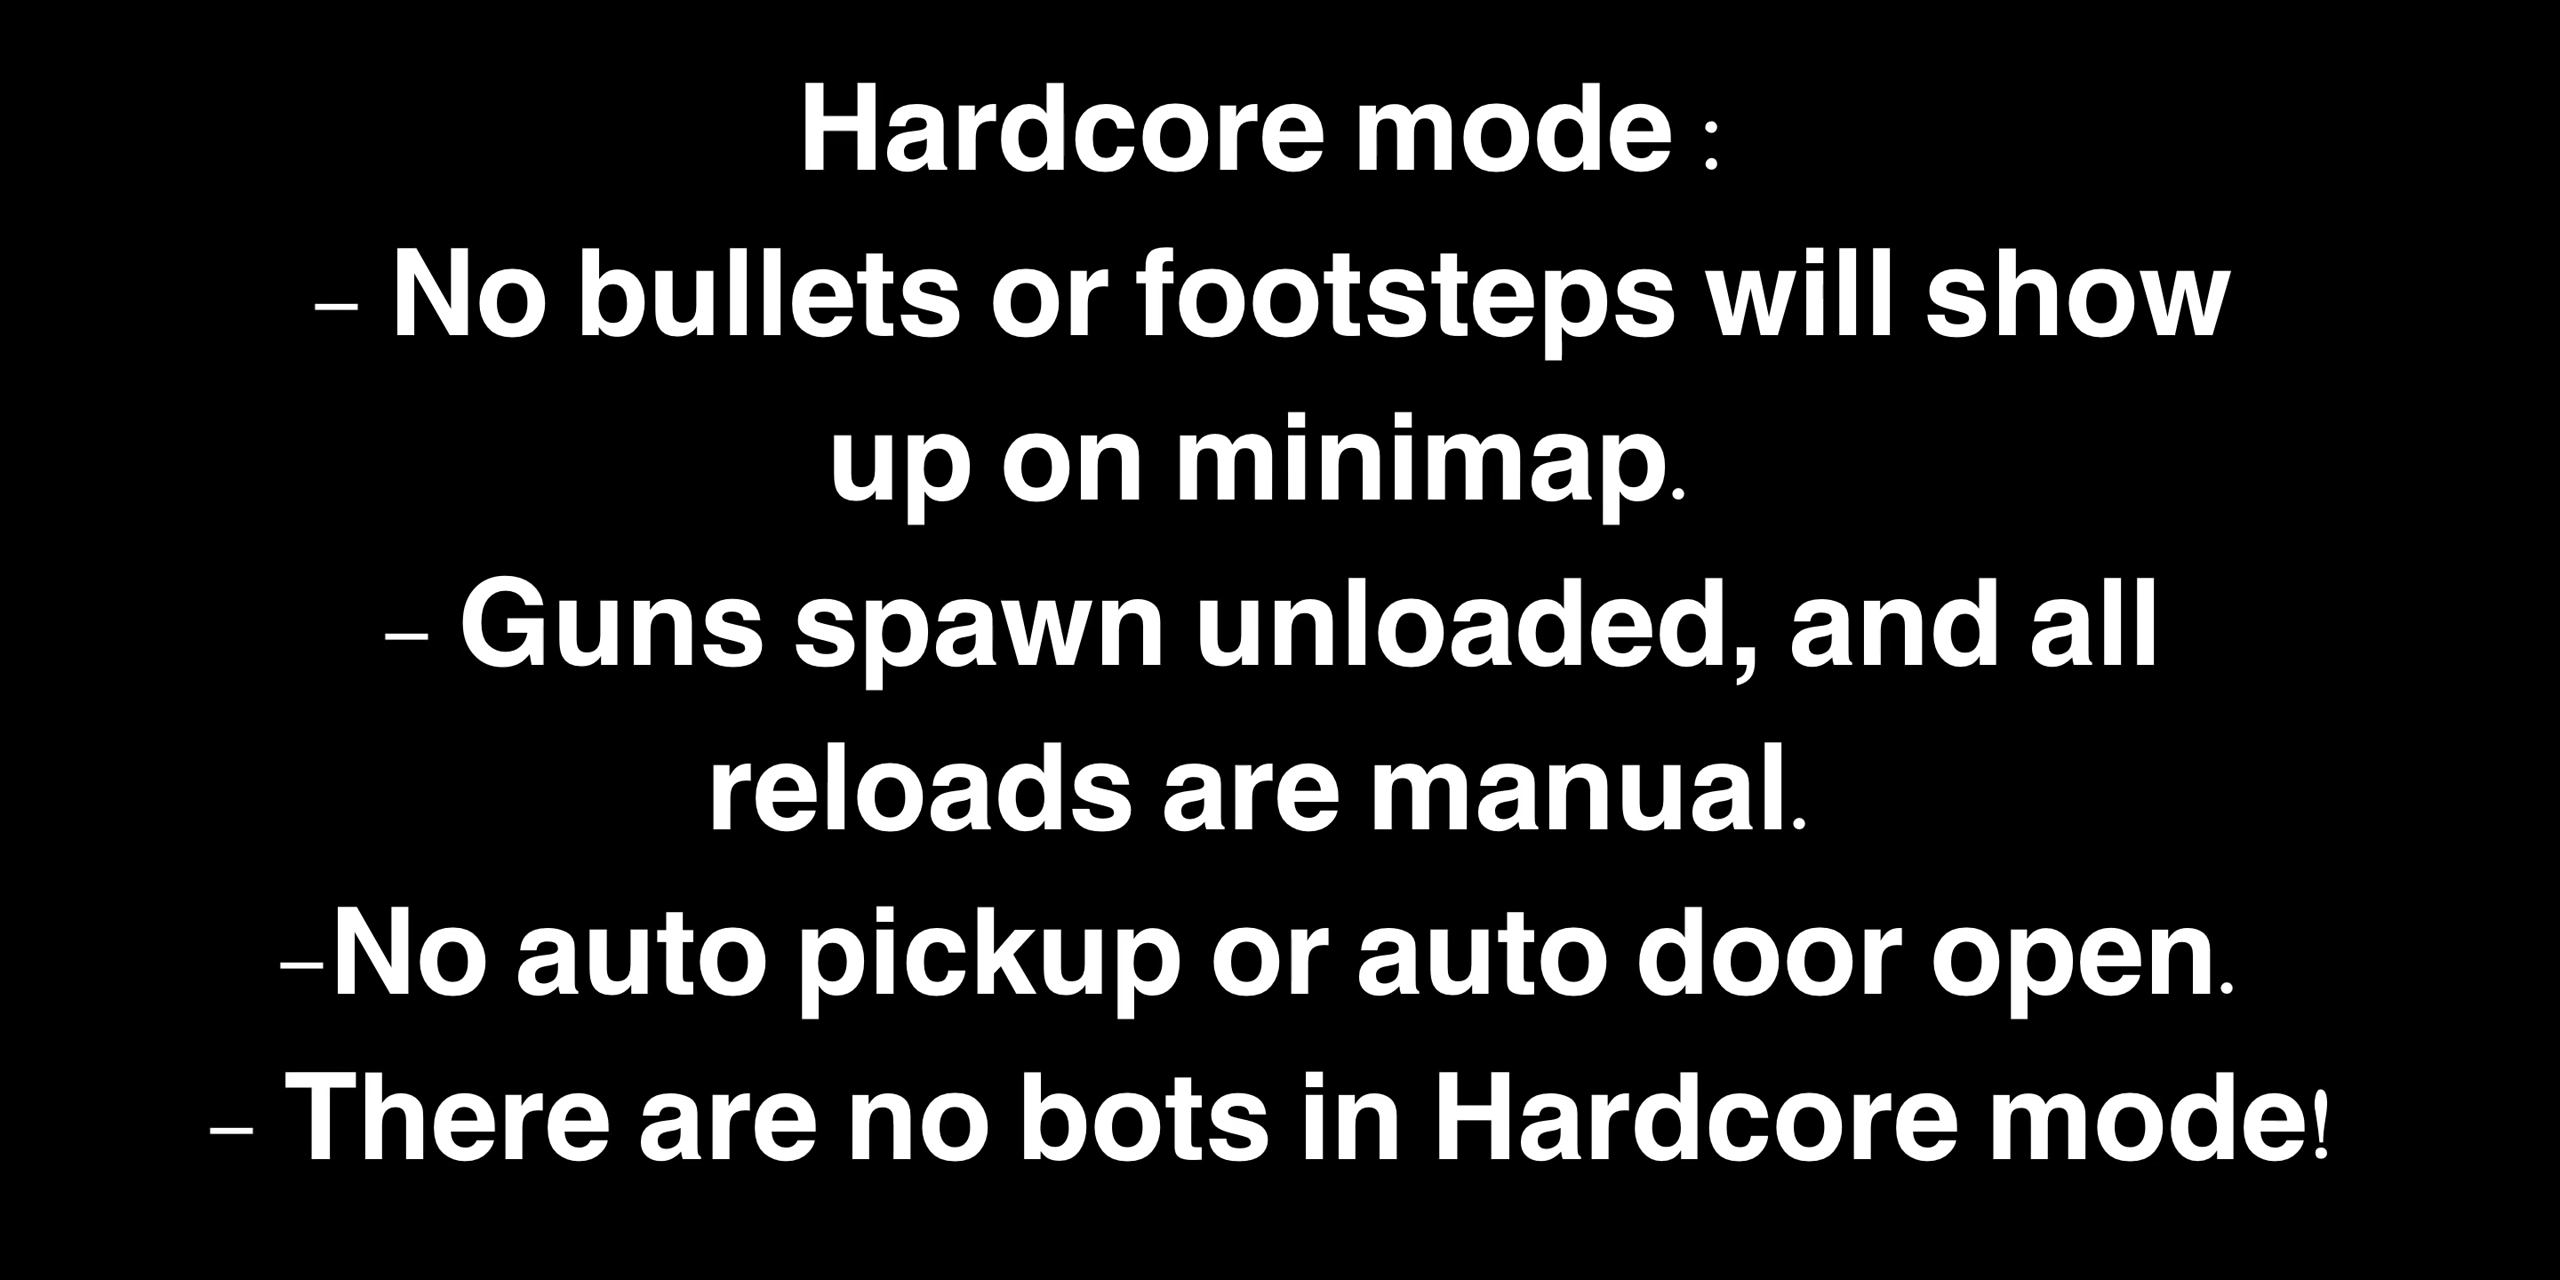 Hardcore mode :
– No bullets or footsteps will show
up on minimap.
– Guns spawn unloaded, and all
reloads are manual.
–No auto pickup or auto door open.
– There are no bots in Hardcore mode!